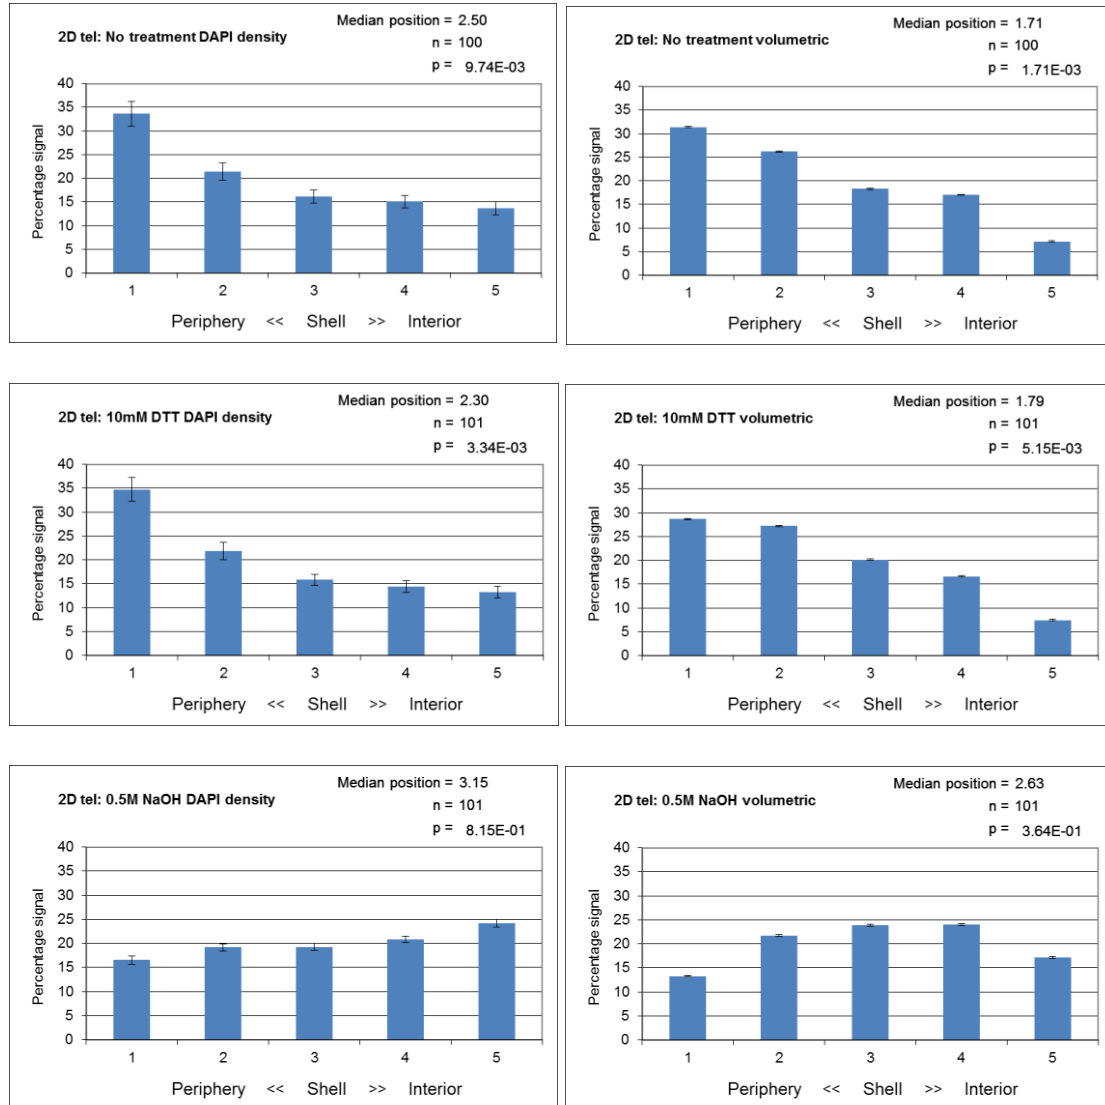 Median position = 2.50
2D tel: No treatment DAPI density
n = 100
p = 9.74E-03
40
35
30
25
20
15
10
5
0
Percentage signal
1 2 3 4 5
Periphery << Shell >> Interior
Median position = 1.71
2D tel: No treatment volumetric
n = 100
p = 1.71E-03
40
35
30
25
20
15
10
5
0
Percentage signal
1 2 3 4 5
Periphery << Shell >> Interior
Median position = 2.30
2D tel: 10mM DTT DAPI density
n = 101
p = 3.34E-03
40
35
30
25
20
15
10
5
0
Percentage signal
1 2 3 4 5
Periphery << Shell >> Interior
Median position = 1.79
2D tel: 10mM DTT volumetric
n = 101
p = 5.15E-03
40
35
30
25
20
15
10
5
0
Percentage signal
1 2 3 4 5
Periphery << Shell >> Interior
Median position = 3.15
2D tel: 0.5M NaOH DAPI density
n = 101
p = 8.15E-01
40
35
30
25
20
15
10
5
0
Percentage signal
1 2 3 4 5
Periphery << Shell >> Interior
Median position = 2.63
2D tel: 0.5M NaOH volumetric
n = 101
p = 3.64E-01
40
35
30
25
20
15
10
5
0
Percentage signal
1 2 3 4 5
Periphery << Shell >> Interior